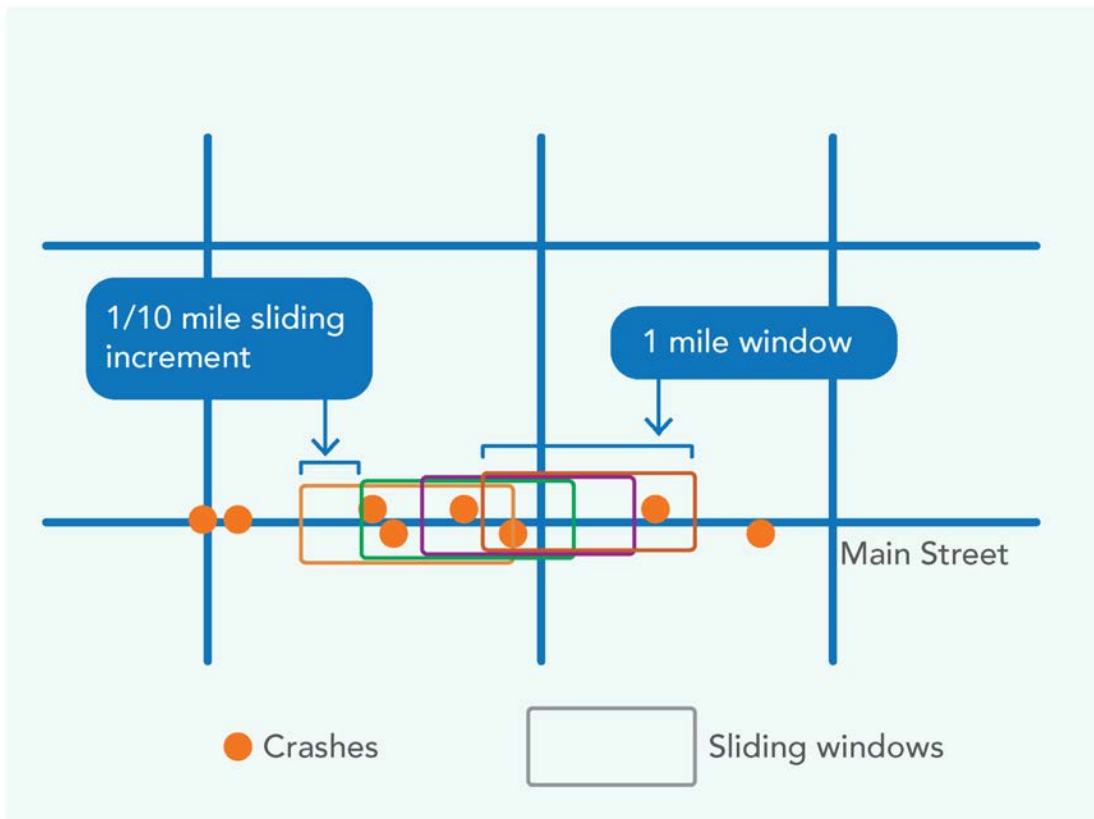 1/10 mile sliding
increment
1 mile window
Main Street
Crashes
Sliding windows